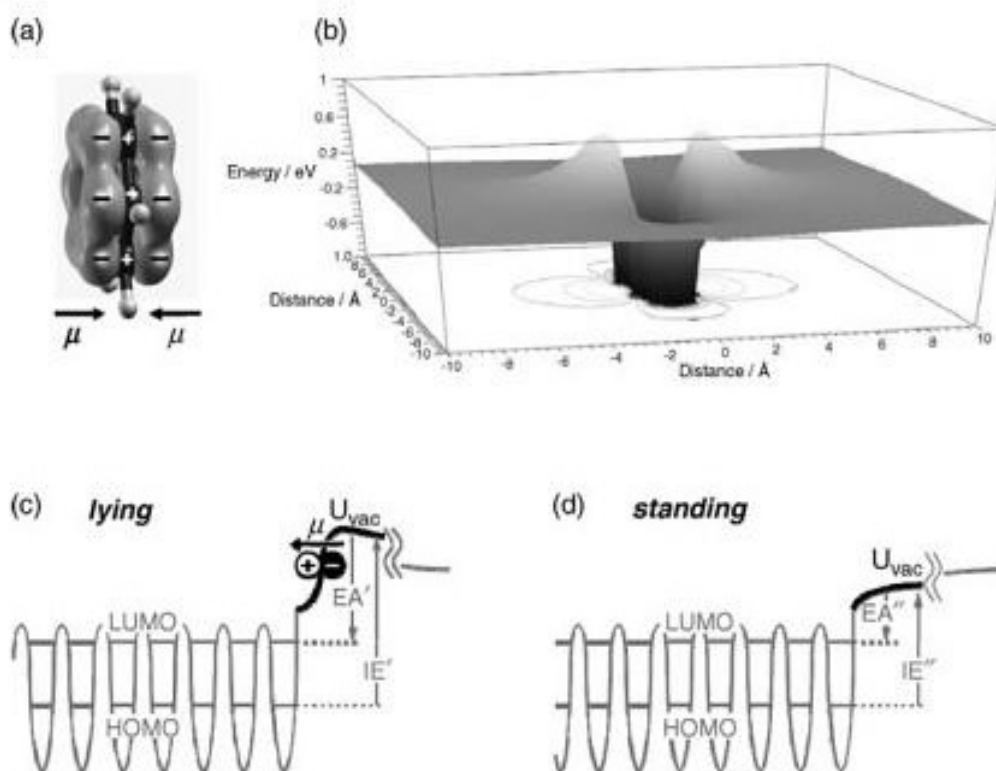 (a)
− + −
− + −
− + −
μ μ
(b)
Energy / eV
1
0.6
0.2
-0.2
-0.6
Distance / Å
-10
-10 -8 -6 -4 -2 0 2 4 6 8 10
Distance / Å
(c) lying
μ
U vac
+ −
EA′
LUMO
IE′
HOMO
(d) standing
U vac
EA″
LUMO
IE″
HOMO